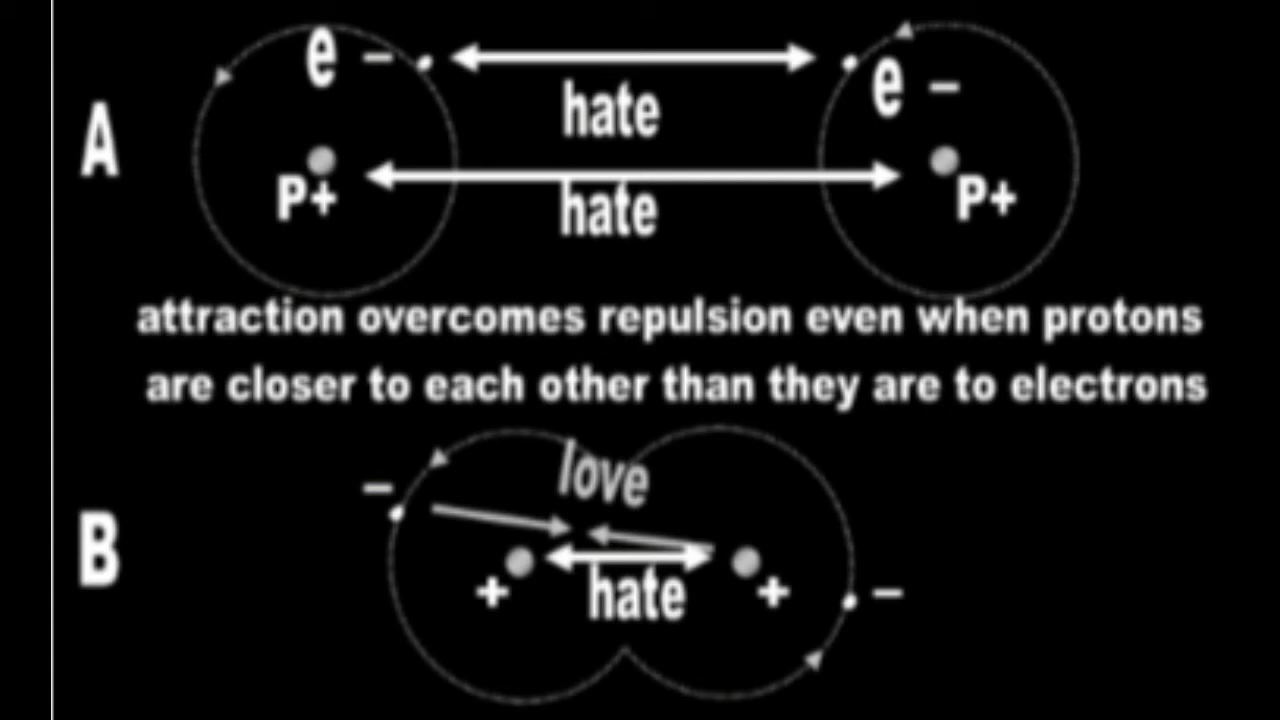 e –
hate
e –
A
P+
hate
P+
attraction overcomes repulsion even when protons
are closer to each other than they are to electrons
love
–
B
+
hate
+
–